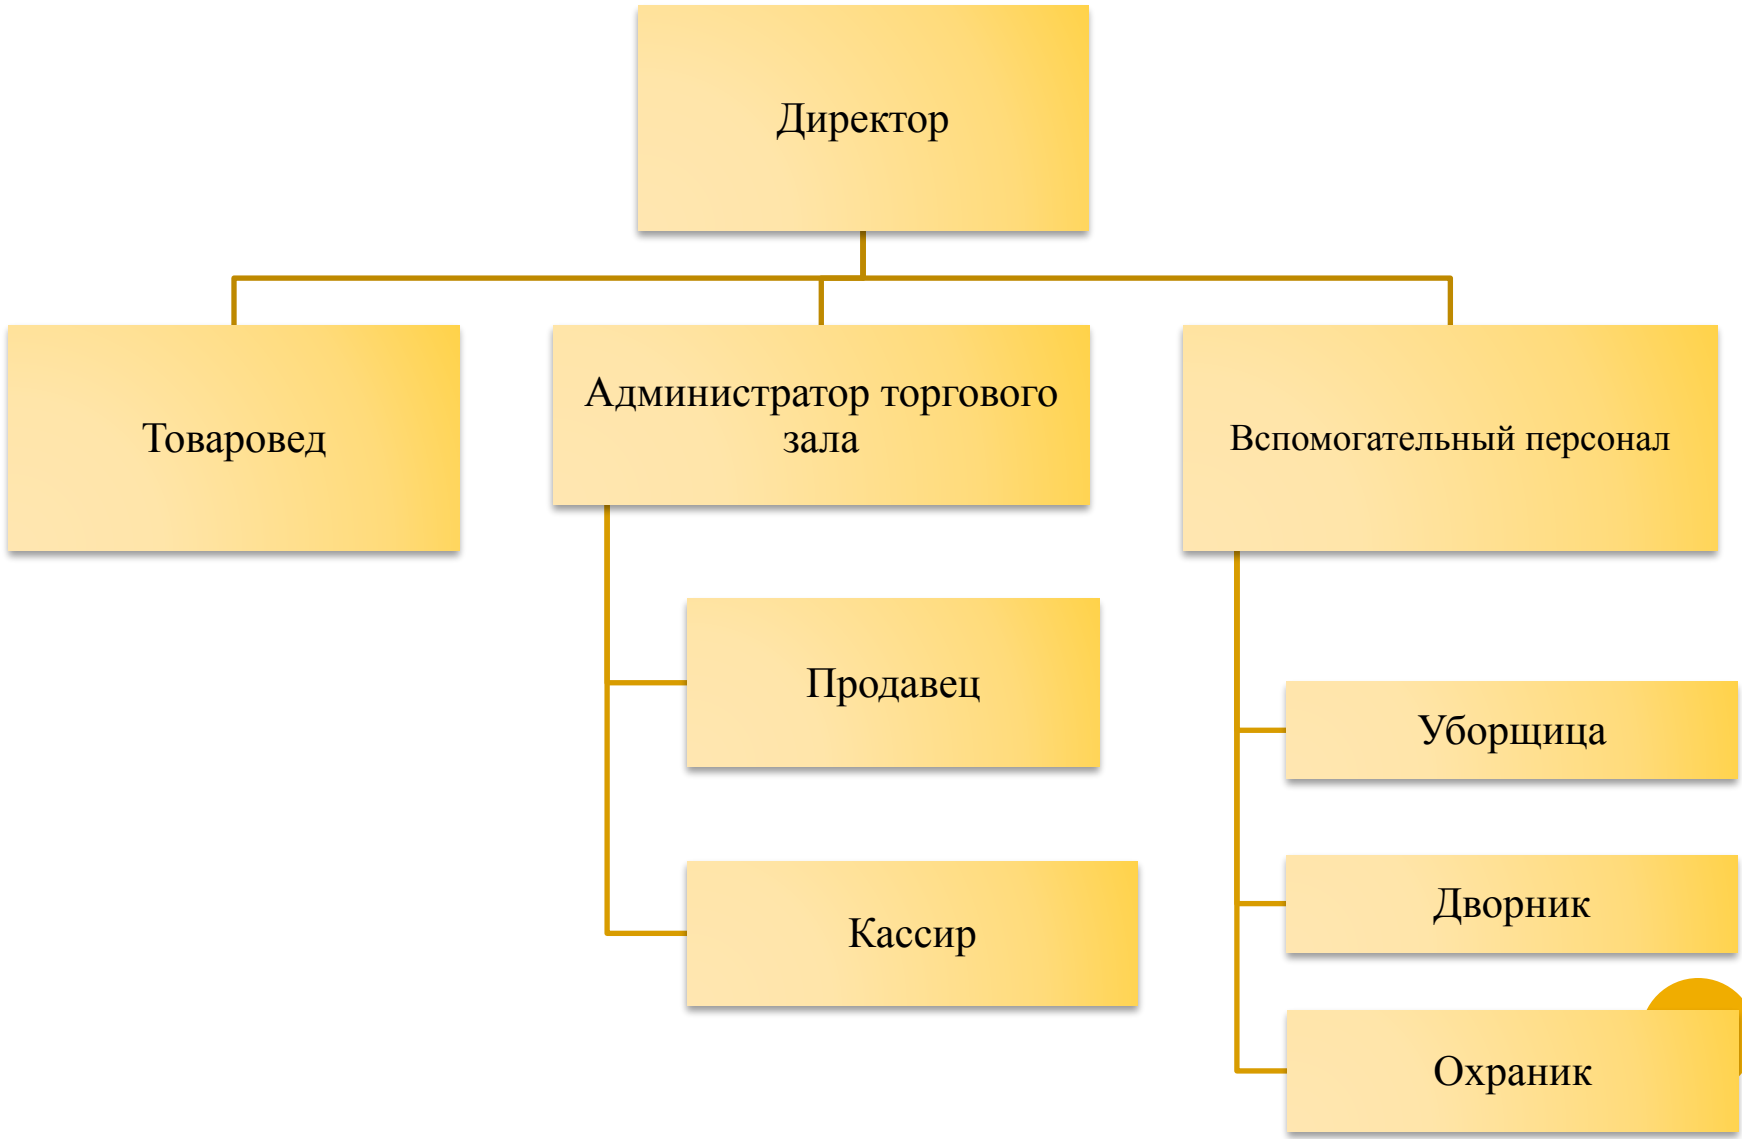 Директор
Товаровед
Администратор торгового
зала
Вспомогательный персонал
Продавец
Кассир
Уборщица
Дворник
Охраник